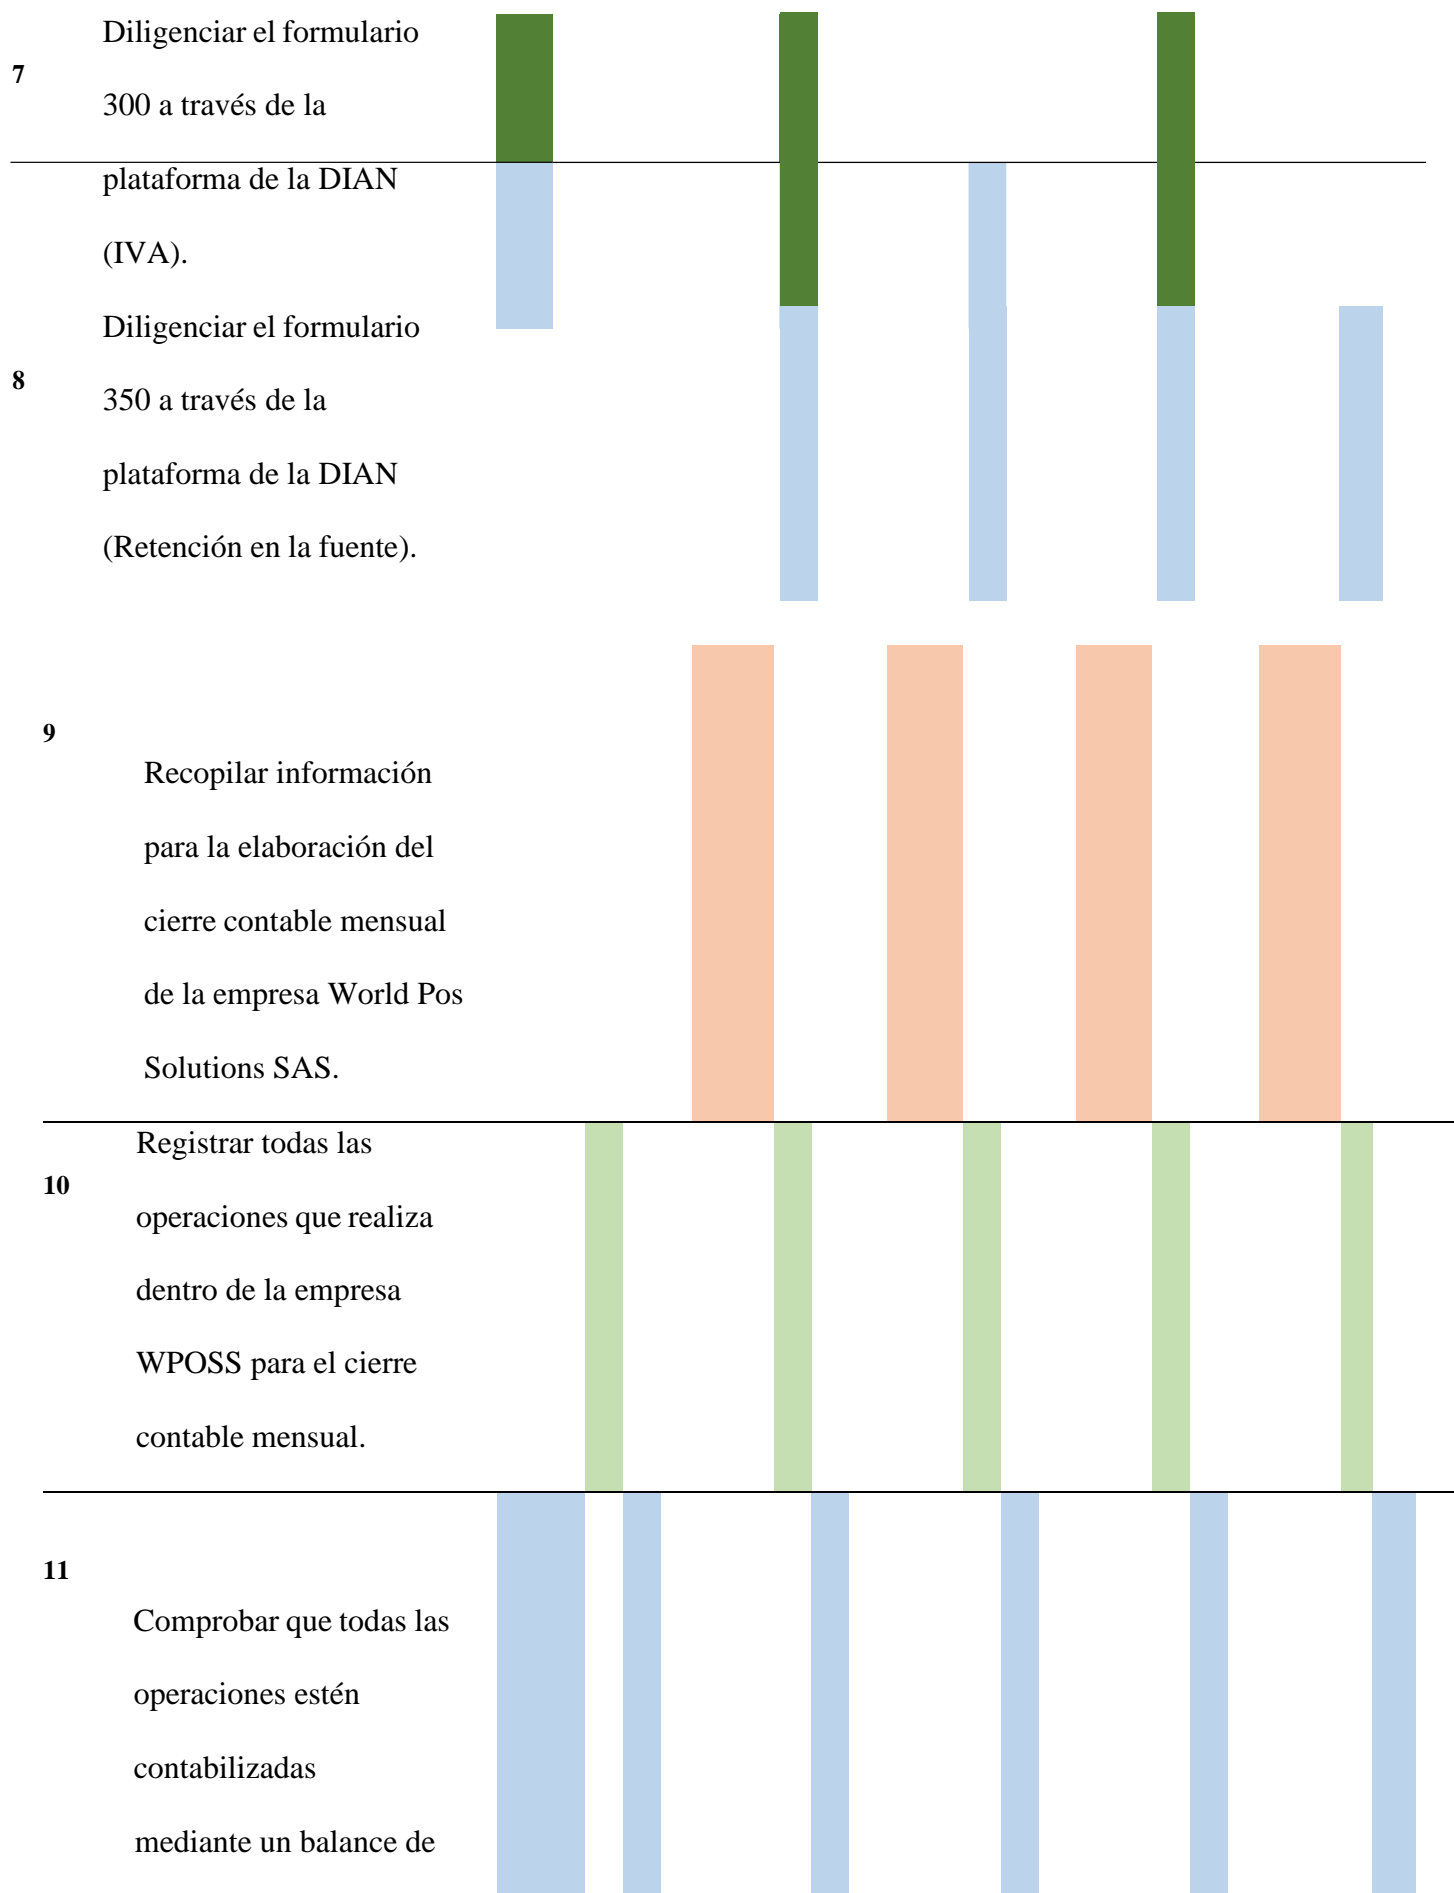 Diligenciar el formulario
7
300 a través de la
plataforma de la DIAN
(IVA).
Diligenciar el formulario
8
350 a través de la
plataforma de la DIAN
(Retención en la fuente).
9
Recopilar información
para la elaboración del
cierre contable mensual
de la empresa World Pos
Solutions SAS.
Registrar todas las
10
operaciones que realiza
dentro de la empresa
WPOSS para el cierre
contable mensual.
11
Comprobar que todas las
operaciones estén
contabilizadas
mediante un balance de